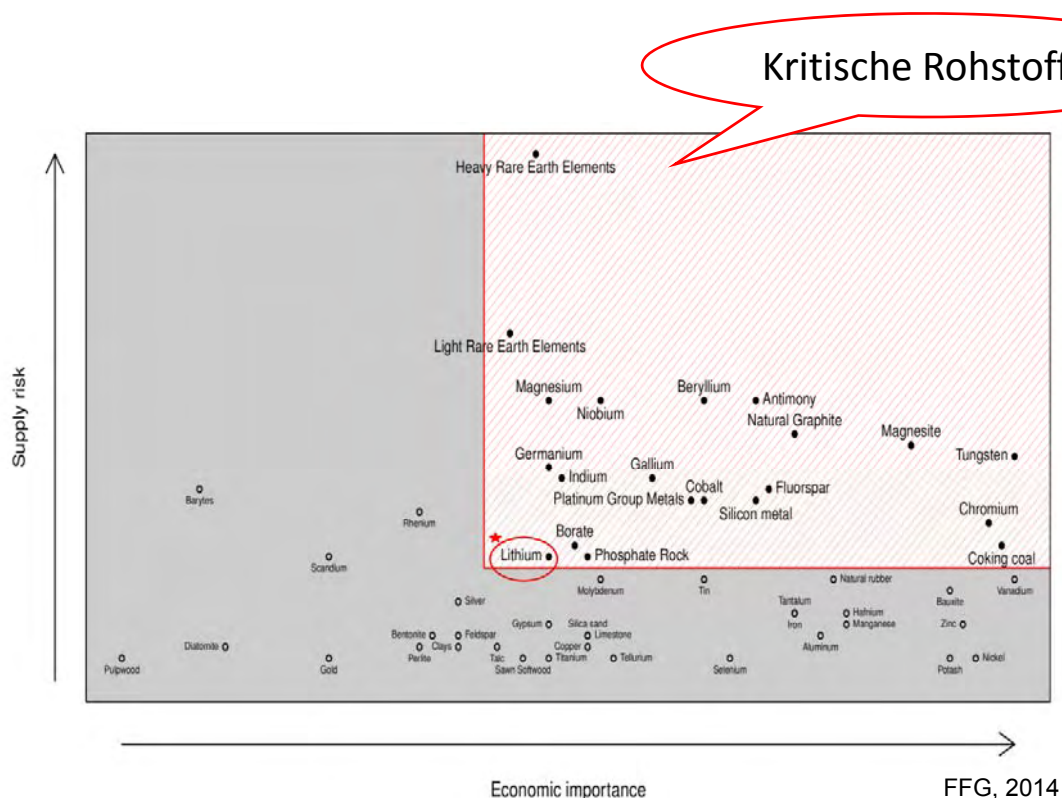 Kritische Rohstoff
Heavy Rare Earth Elements
Light Rare Earth Elements
Magnesium
Niobium
Beryllium
Antimony
Natural Graphite
Magnesite
Tungsten
Germanium
Indium
Gallium
Platinum Group Metals
Cobalt
Fluorspar
Silicon metal
Chromium
Borate
Lithium
Phosphate Rock
Coking coal
Supply risk
Barytes
Rhenium
Scandium
Molybdenum
Tin
Natural rubber
Vanadium
Bauxite
Silver
Tantalum
Hafnium
Iron
Manganese
Zinc
Gypsum
Silica sand
Bentonite
Feldspar
Limestone
Aluminum
Diatomite
Perlite
Clays
Talc
Copper
Pulpwood
Gold
Sawn Softwood
Titanium
Tellurium
Selenium
Potash
Nickel
Economic importance
FFG, 2014